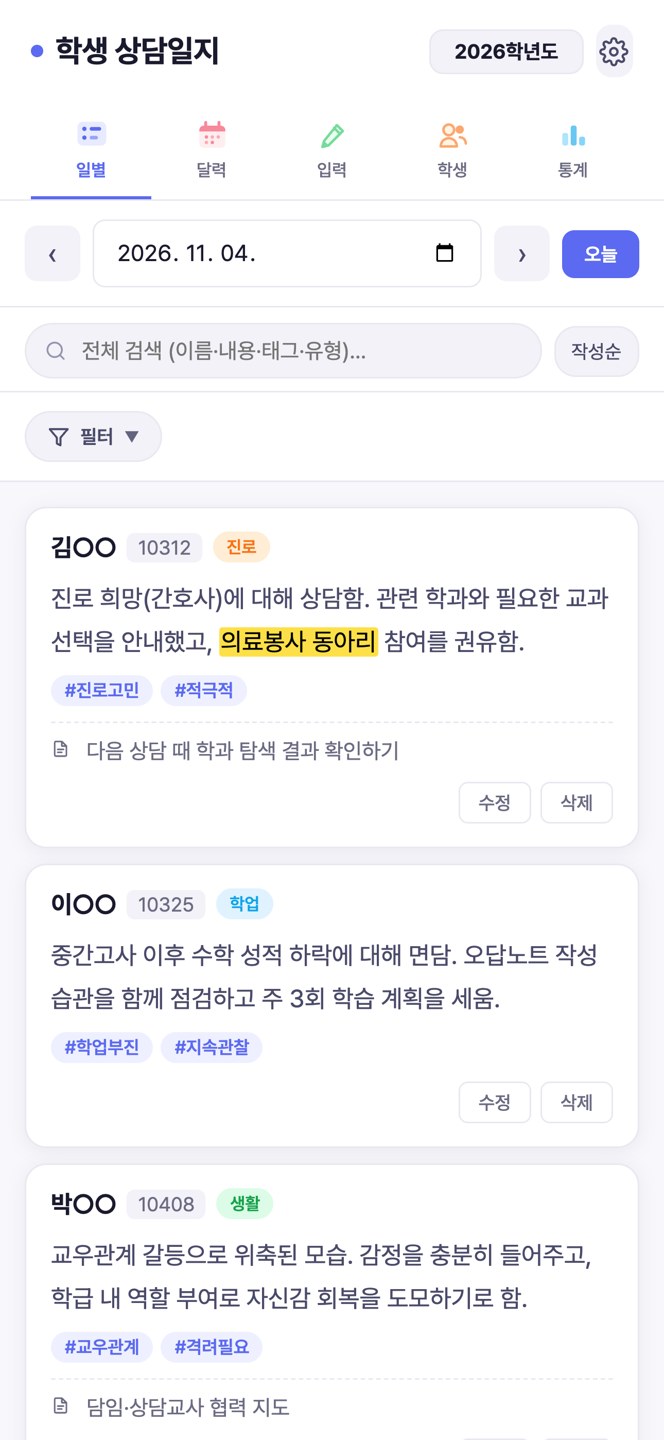 학생 상담일지
2026학년도
일별 달력 입력 학생 통계
‹ 2026. 11. 04. › 오늘
전체 검색 (이름·내용·태그·유형)... 작성순
필터 ▼
김○○ 10312 진로
진로 희망(간호사)에 대해 상담함. 관련 학과와 필요한 교과
선택을 안내했고, 의료봉사 동아리 참여를 권유함.
#진로고민 #적극적
다음 상담 때 학과 탐색 결과 확인하기
수정 삭제
이○○ 10325 학업
중간고사 이후 수학 성적 하락에 대해 면담. 오답노트 작성
습관을 함께 점검하고 주 3회 학습 계획을 세움.
#학업부진 #지속관찰
수정 삭제
박○○ 10408 생활
교우관계 갈등으로 위축된 모습. 감정을 충분히 들어주고,
학급 내 역할 부여로 자신감 회복을 도모하기로 함.
#교우관계 #격려필요
담임·상담교사 협력 지도